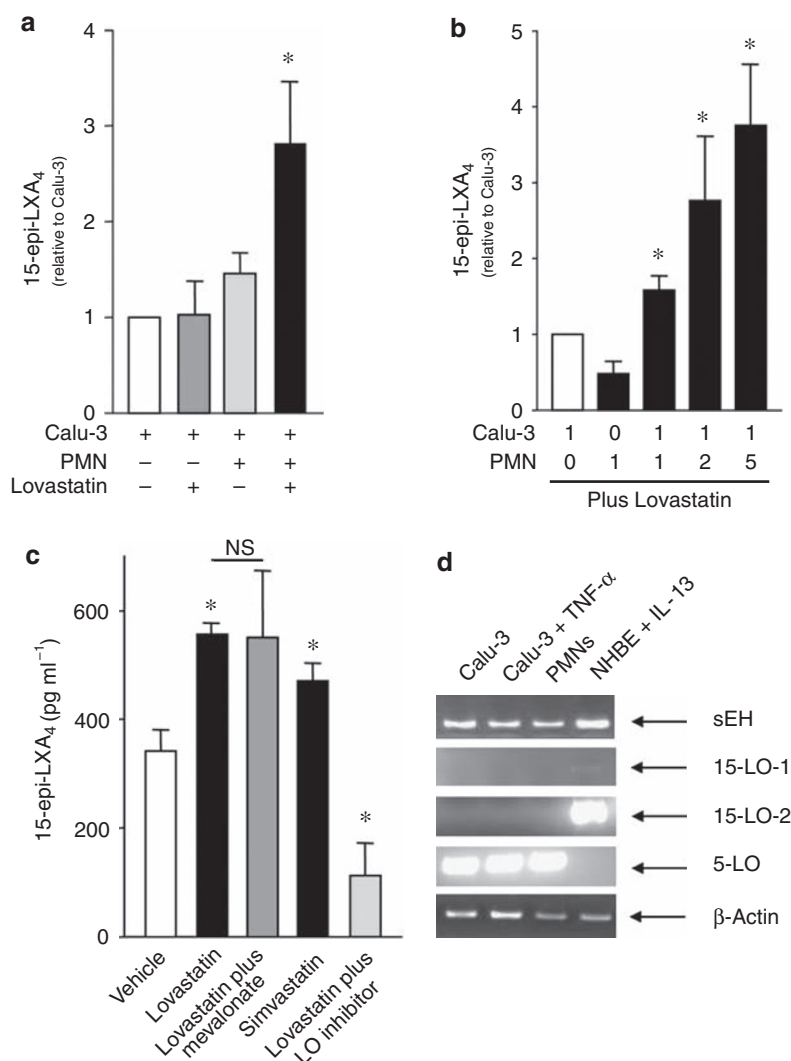 a
4
3
2
1
0
15-epi-LXA4
(relative to Calu-3)
*
Calu-3 + + + +
PMN – – + +
Lovastatin – + – +
b
5
4
3
2
1
0
15-epi-LXA4
(relative to Calu-3)
* * *
Calu-3 1 0 1 1 1
PMN 0 1 1 2 5
Plus Lovastatin
c
600
400
200
0
15-epi-LXA4 (pg ml−1)
NS
* * *
Vehicle
Lovastatin
Lovastatin plus
mevalonate
Simvastatin
Lovastatin plus
LO inhibitor
d
Calu-3
Calu-3 + TNF-α
PMNs
NHBE + IL-13
sEH
15-LO-1
15-LO-2
5-LO
β-Actin